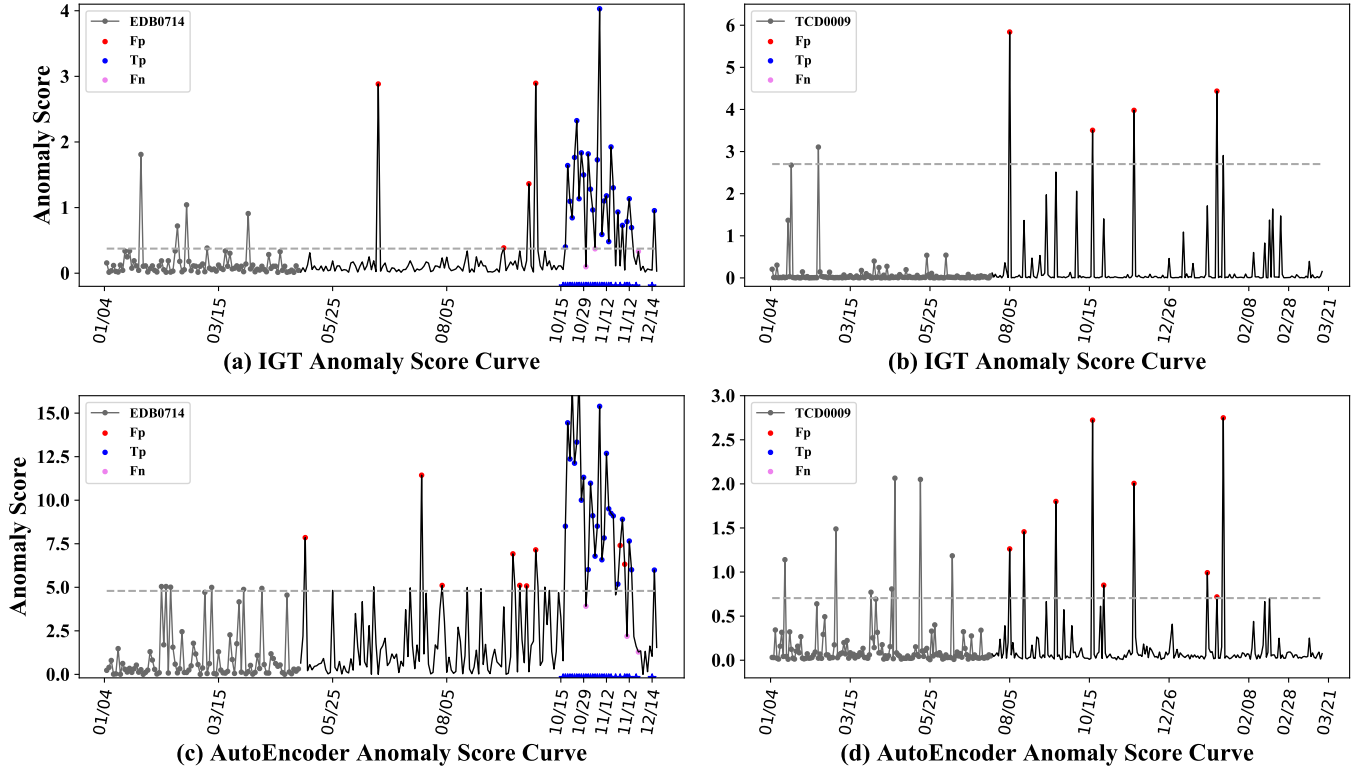 EDB0714
Fp
Tp
Fn
Anomaly Score
4
3
2
1
0
01/04
03/15
05/25
08/05
10/15
10/29
11/12
11/12
12/14
(a) IGT Anomaly Score Curve
TCD0009
Fp
Tp
Fn
6
5
4
3
2
1
0
01/04
03/15
05/25
08/05
10/15
12/26
02/08
02/28
03/21
(b) IGT Anomaly Score Curve
EDB0714
Fp
Tp
Fn
Anomaly Score
15.0
12.5
10.0
7.5
5.0
2.5
0.0
01/04
03/15
05/25
08/05
10/15
10/29
11/12
11/12
12/14
(c) AutoEncoder Anomaly Score Curve
TCD0009
Fp
Tp
Fn
3.0
2.5
2.0
1.5
1.0
0.5
0.0
01/04
03/15
05/25
08/05
10/15
12/26
02/08
02/28
03/21
(d) AutoEncoder Anomaly Score Curve